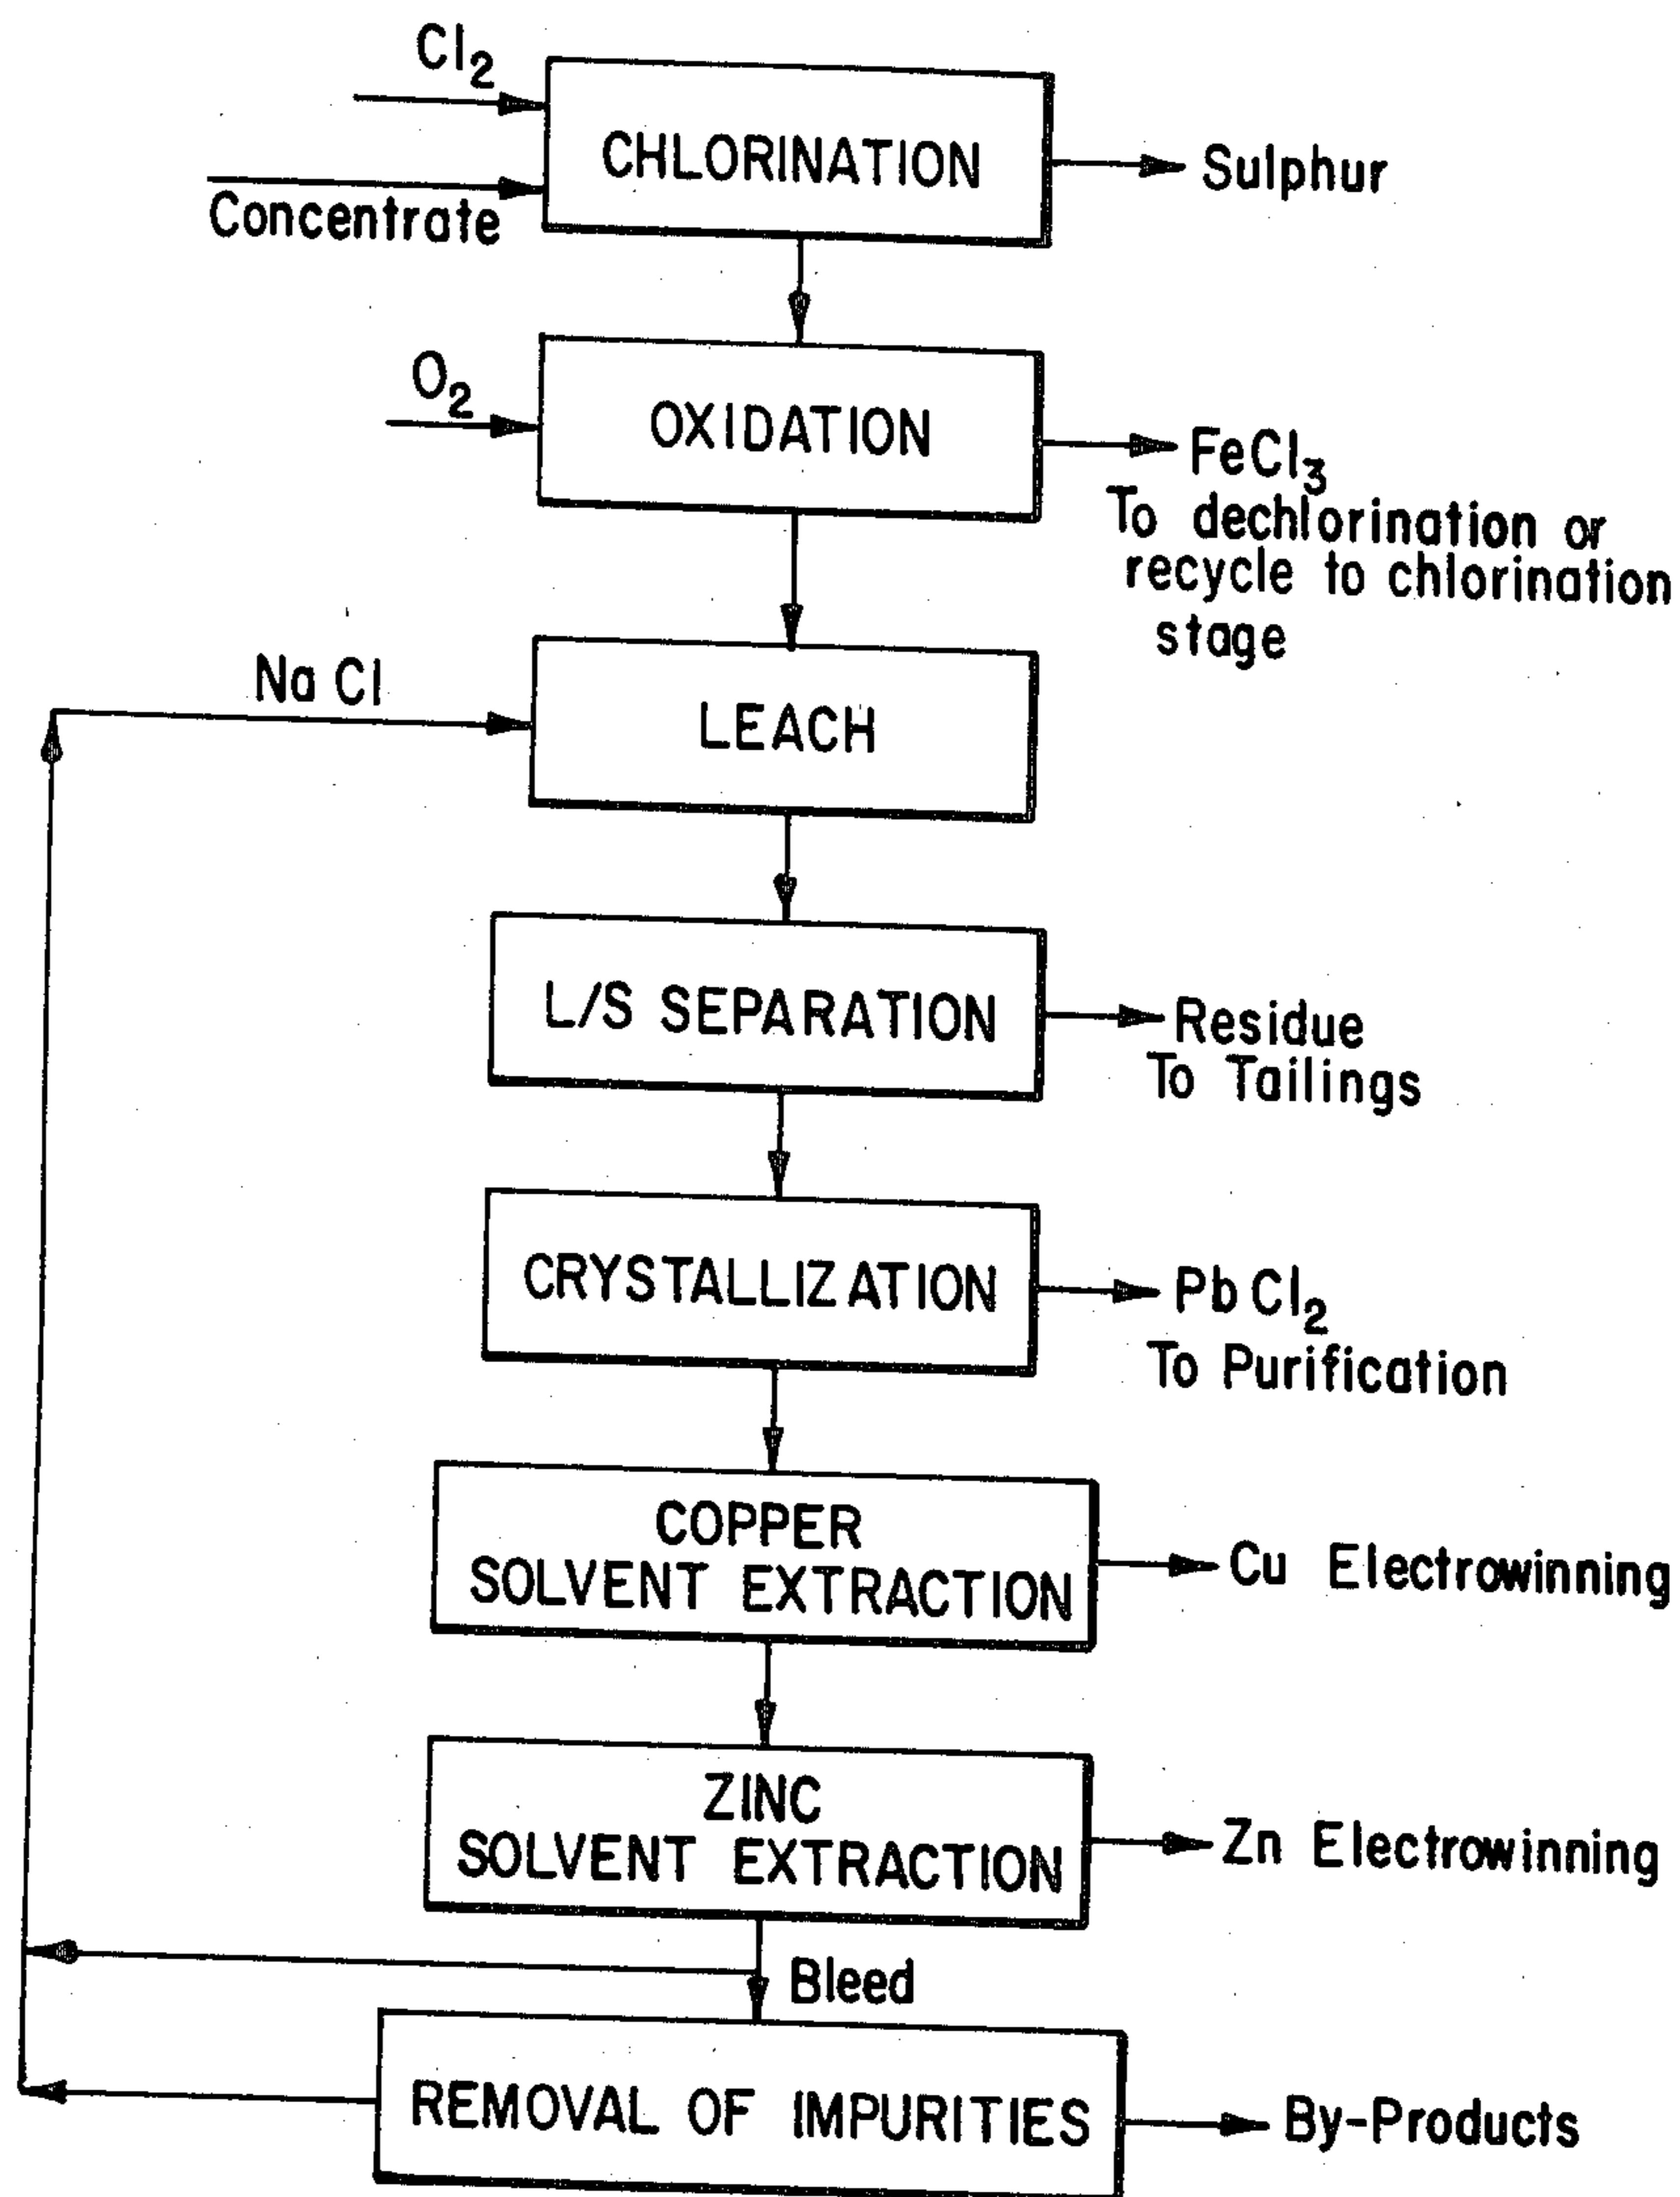 Cl2
CHLORINATION
Sulphur
Concentrate
O2
OXIDATION
FeCl3
To dechlorination or
recycle to chlorination
stage
Na Cl
LEACH
L/S SEPARATION
Residue
To Tailings
CRYSTALLIZATION
Pb Cl2
To Purification
COPPER
SOLVENT EXTRACTION
Cu Electrowinning
ZINC
SOLVENT EXTRACTION
Zn Electrowinning
Bleed
REMOVAL OF IMPURITIES
By-Products